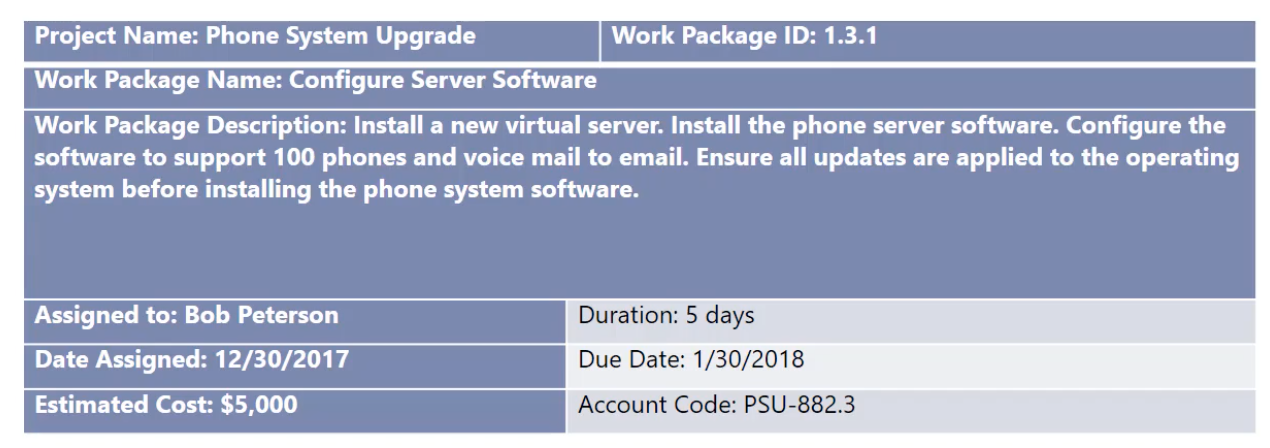 Project Name: Phone System Upgrade
Work Package ID: 1.3.1
Work Package Name: Configure Server Software
Work Package Description: Install a new virtual server. Install the phone server software. Configure the
software to support 100 phones and voice mail to email. Ensure all updates are applied to the operating
system before installing the phone system software.
Assigned to: Bob Peterson
Duration: 5 days
Date Assigned: 12/30/2017
Due Date: 1/30/2018
Estimated Cost: $5,000
Account Code: PSU-882.3